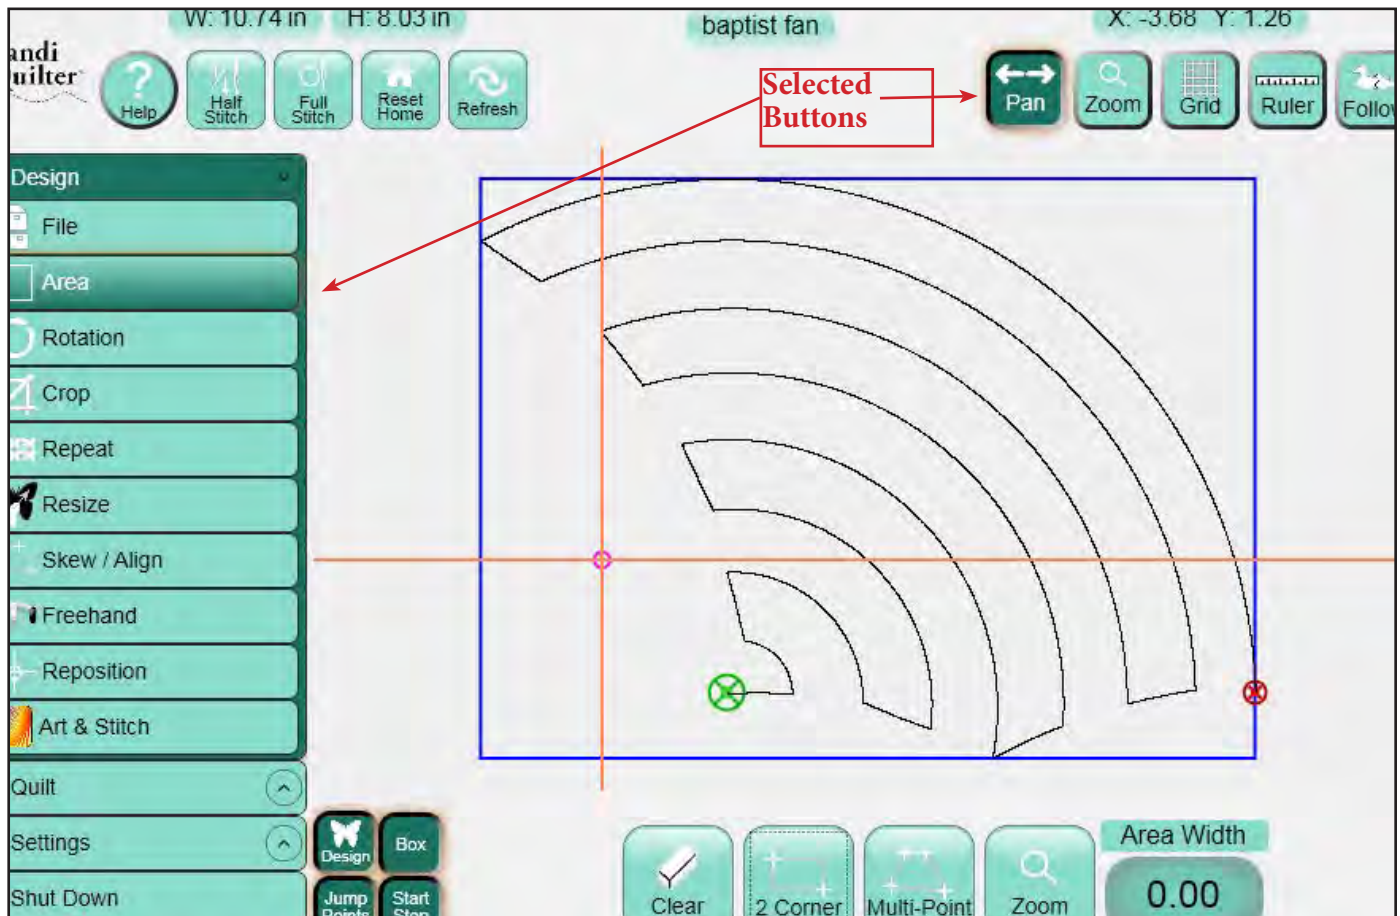 W: 10.74 in H: 8.03 in
baptist fan
X: -3.68 Y: 1.26
andi
uilter
Help
Half
Stitch
Full
Stitch
Reset
Home
Refresh
Selected
Buttons
Pan
Zoom
Grid
Ruler
Follow
Design
File
Area
Rotation
Crop
Repeat
Resize
Skew / Align
Freehand
Reposition
Art & Stitch
Quilt
Settings
Shut Down
Design
Box
Jump
Points
Start
Stop
Clear
2 Corner
Multi-Point
Zoom
Area Width
0.00